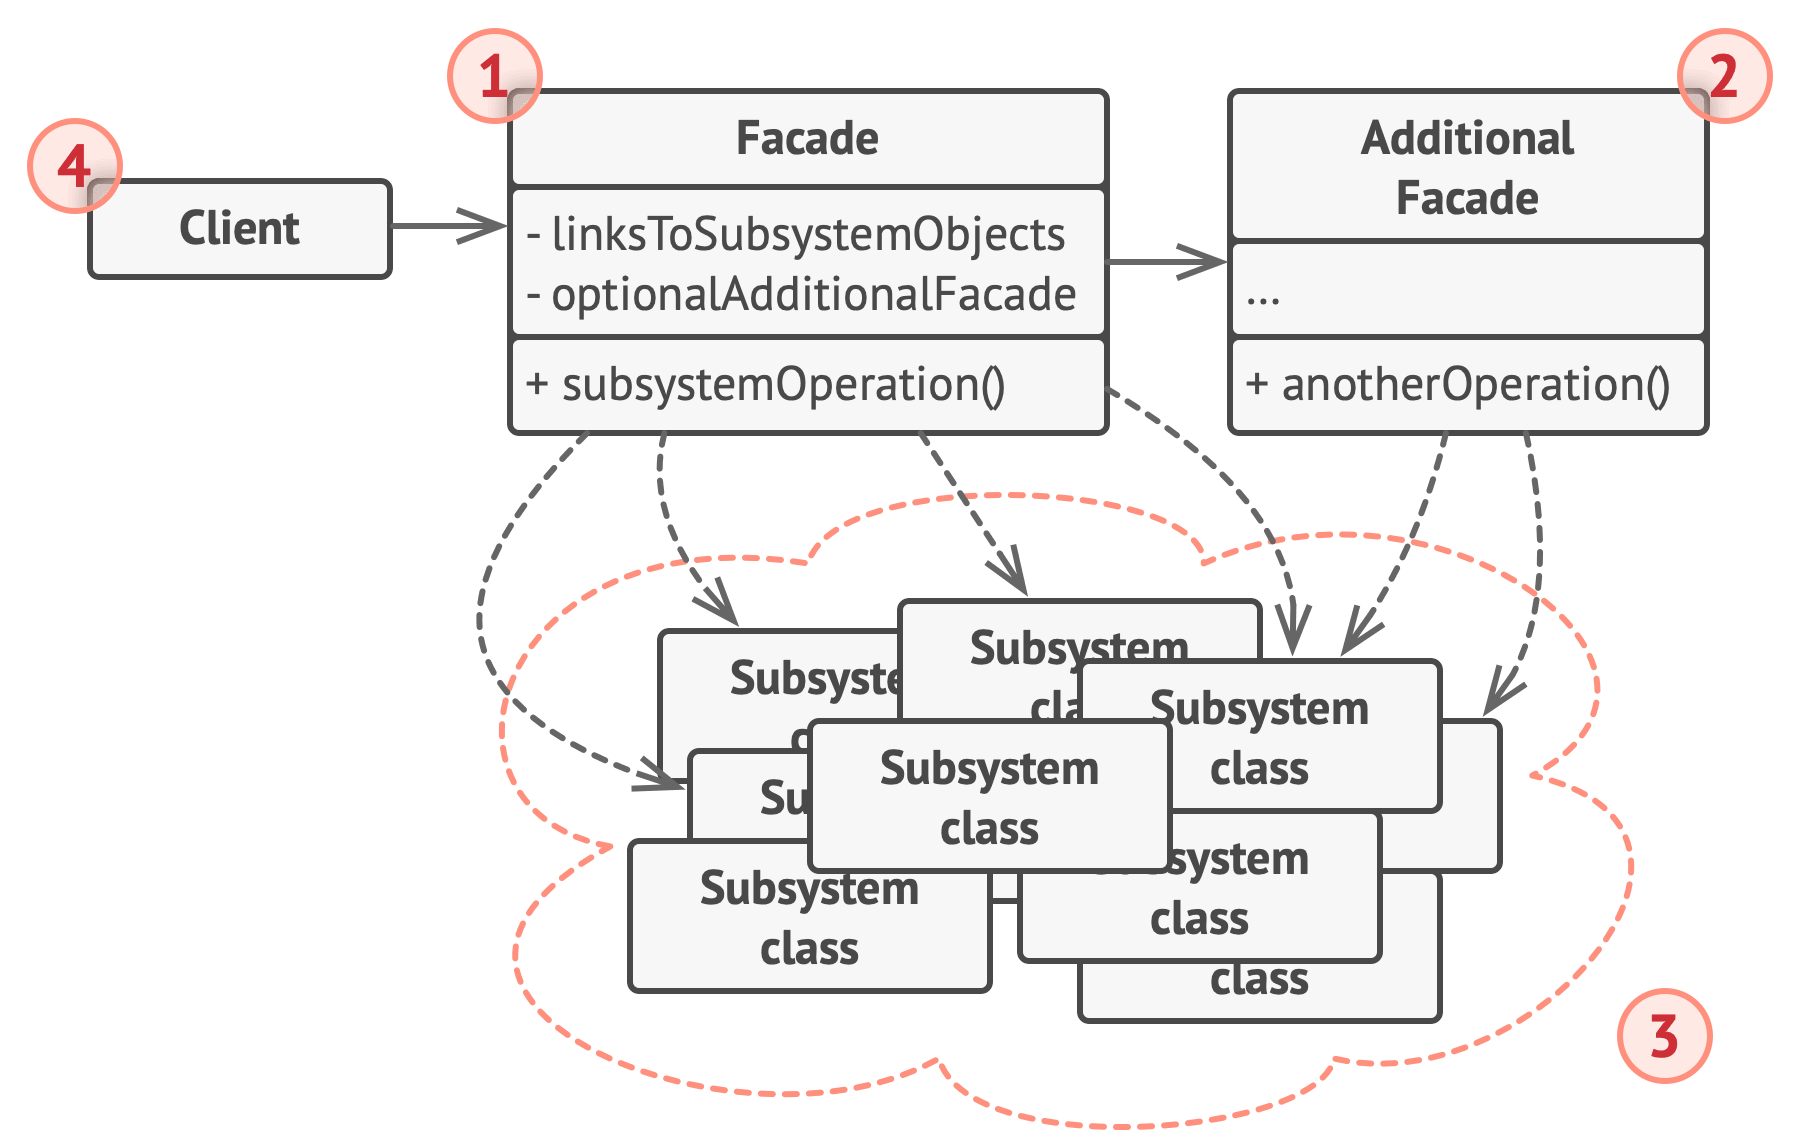 1
Facade
- linksToSubsystemObjects
- optionalAdditionalFacade
+ subsystemOperation()
2
Additional
Facade
...
+ anotherOperation()
4
Client
Subsystem
Subsystem
class
Subsystem
class
Subsystem
class
class
class
3